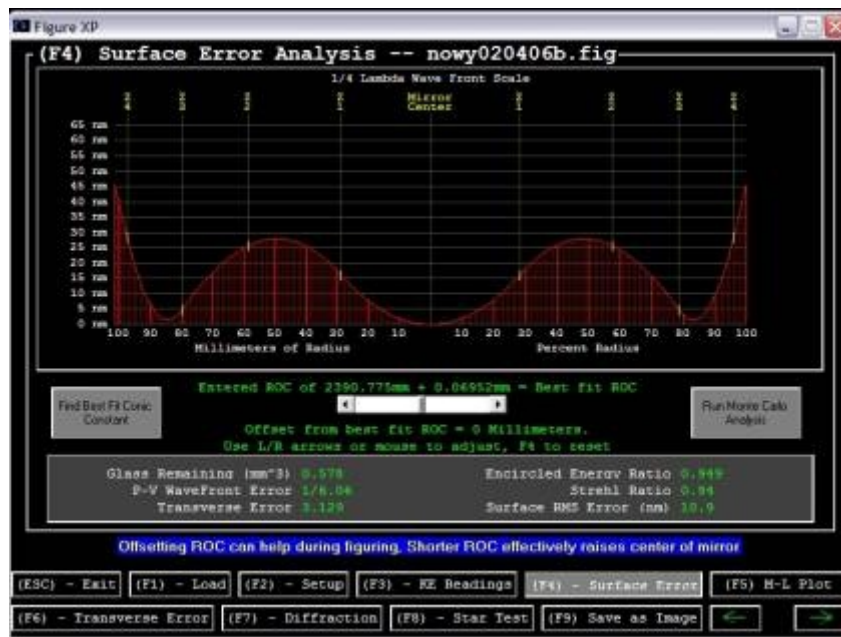 Figure XP
(F4) Surface Error Analysis -- nowy020406b.fig
1/4 Lambda Wave Front Scale
Mirror
Center
65 nm
60 nm
55 nm
50 nm
45 nm
40 nm
35 nm
30 nm
25 nm
20 nm
15 nm
10 nm
5 nm
0 nm
100 90 80 70 60 50 40 30 20 10 10 20 30 40 50 60 70 80 90 100
Millimeters of Radius Percent Radius
Entered ROC of 2390.775mm + 0.06952mm = Best fit ROC
Find Best Fit Conic
Constant
Run Monte Carlo
Analysis
Offset from best fit ROC = 0 Millimeters.
Use L/R arrows or mouse to adjust, F4 to reset
Glass Remaining (mm^3) 0.578 Encircled Energy Ratio 0.949
P-V WaveFront Error 1/6.04 Strehl Ratio 0.94
Transverse Error 3.129 Surface RMS Error (nm) 10.9
Offsetting ROC can help during figuring. Shorter ROC effectively raises center of mirror
(ESC) - Exit (F1) - Load (F2) - Setup (F3) - KE Readings (F4) - Surface Error (F5) M-L Plot
(F6) - Transverse Error (F7) - Diffraction (F8) - Star Test (F9) Save as Image